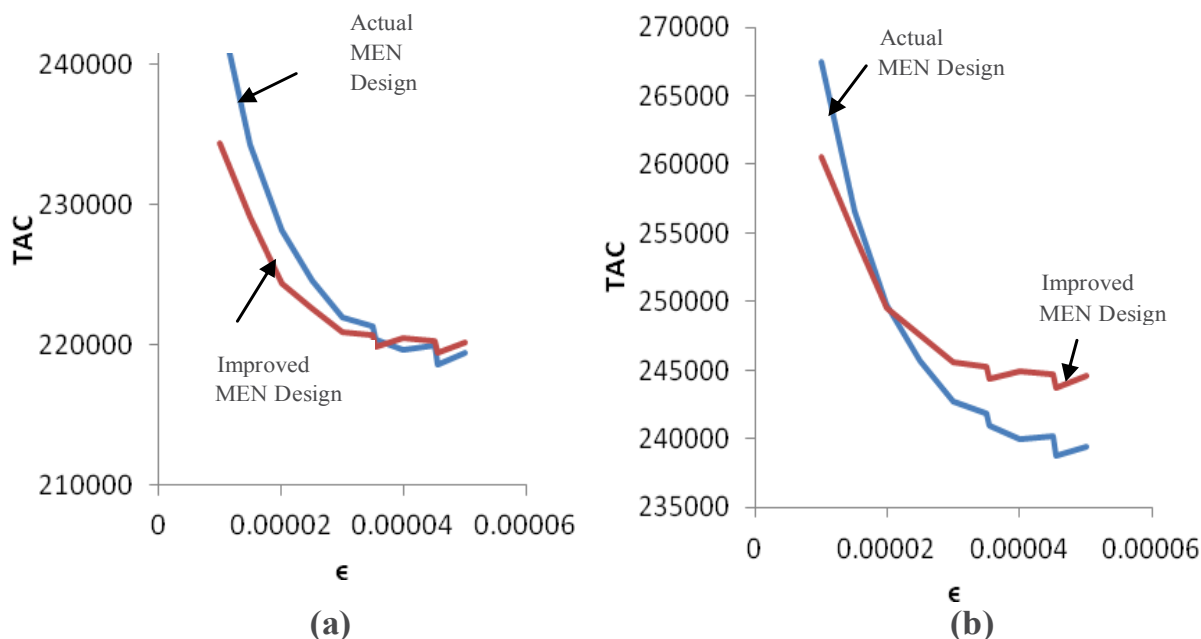 Actual
MEN
Design
240000
230000
220000
210000
TAC
Improved
MEN Design
0
0.00002
0.00004
0.00006
ϵ
(a)
270000
265000
260000
255000
250000
245000
240000
235000
TAC
Actual
MEN Design
Improved
MEN Design
0
0.00002
0.00004
0.00006
ϵ
(b)